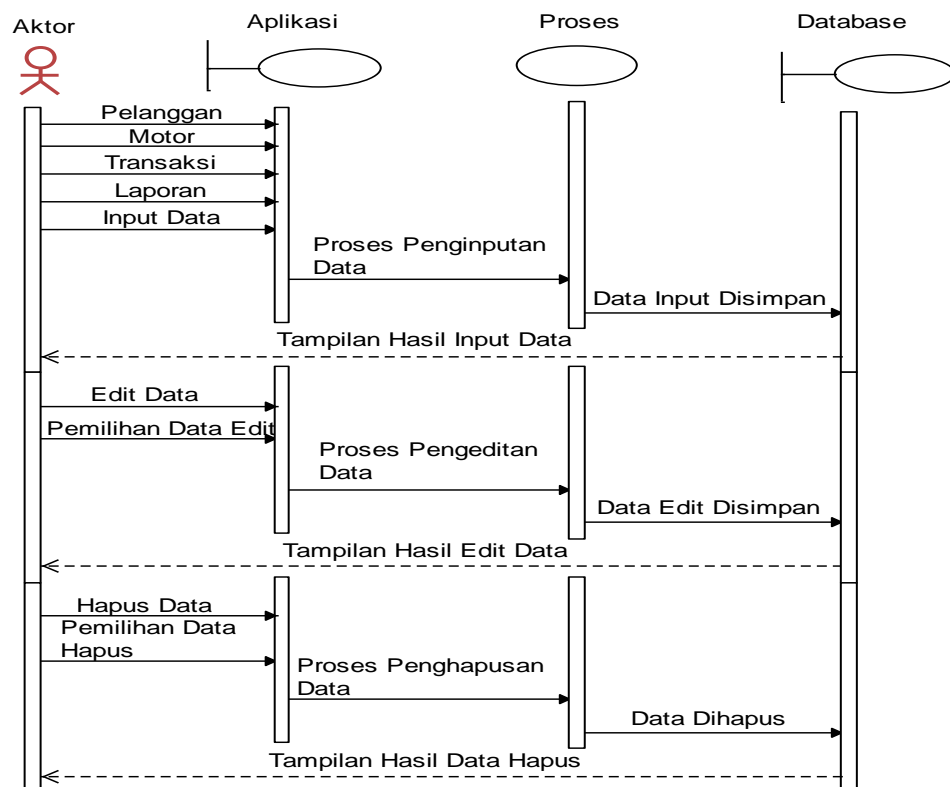 Aktor
Aplikasi
Proses
Database
Pelanggan
Motor
Transaksi
Laporan
Input Data
Proses Penginputan
Data
Data Input Disimpan
Tampilan Hasil Input Data
Edit Data
Pemilihan Data Edit
Proses Pengeditan
Data
Data Edit Disimpan
Tampilan Hasil Edit Data
Hapus Data
Pemilihan Data
Hapus
Proses Penghapusan
Data
Data Dihapus
Tampilan Hasil Data Hapus